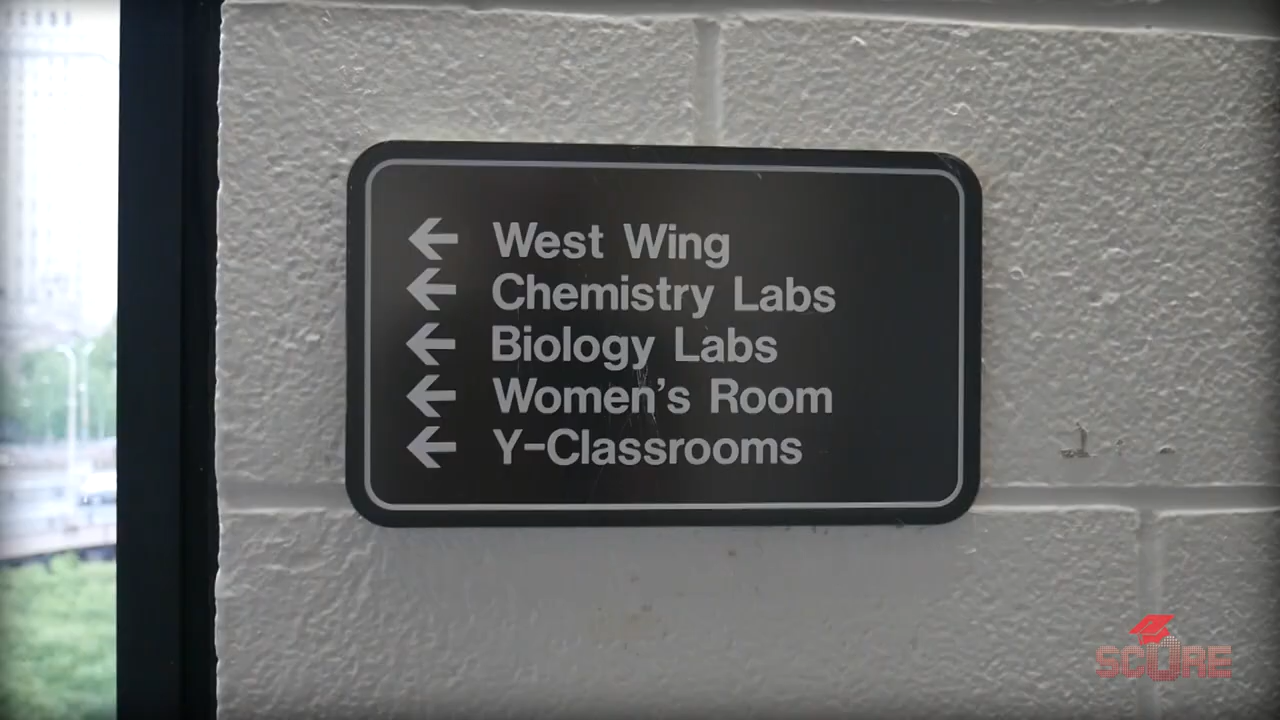 ← West Wing
← Chemistry Labs
← Biology Labs
← Women's Room
← Y-Classrooms
SCORE